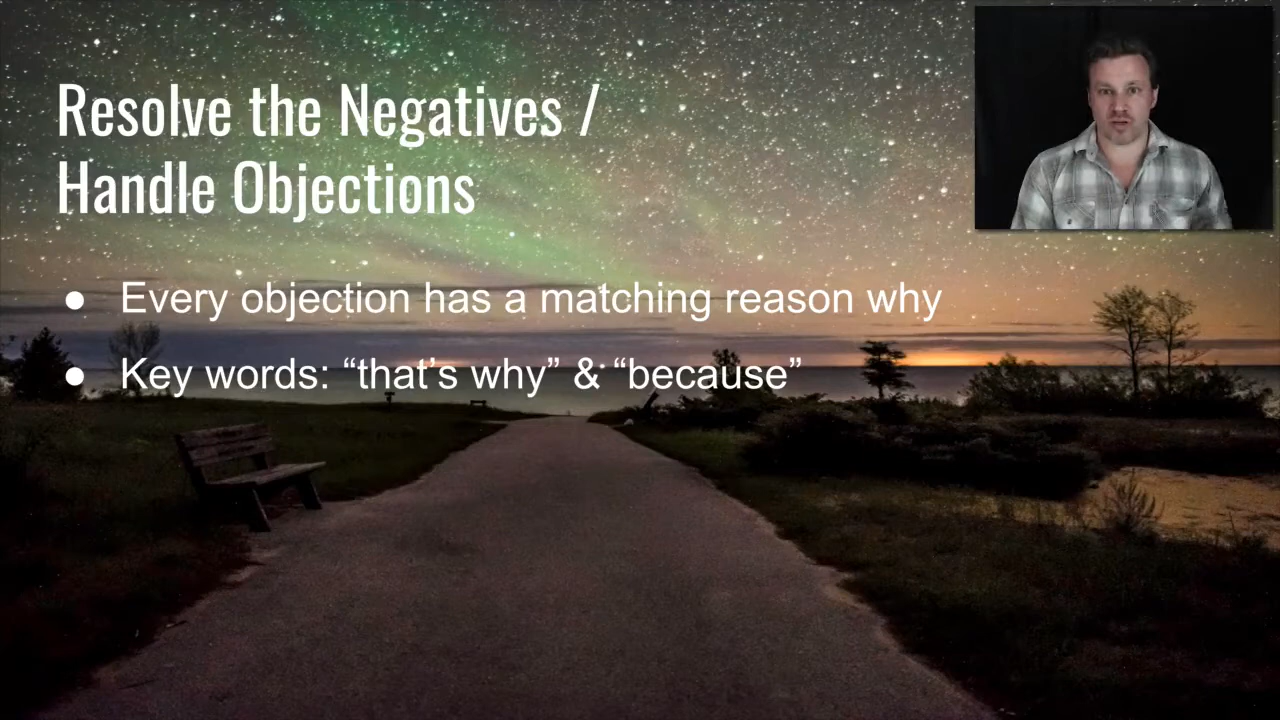 Resolve the Negatives /
Handle Objections
● Every objection has a matching reason why
● Key words: “that’s why” & “because”